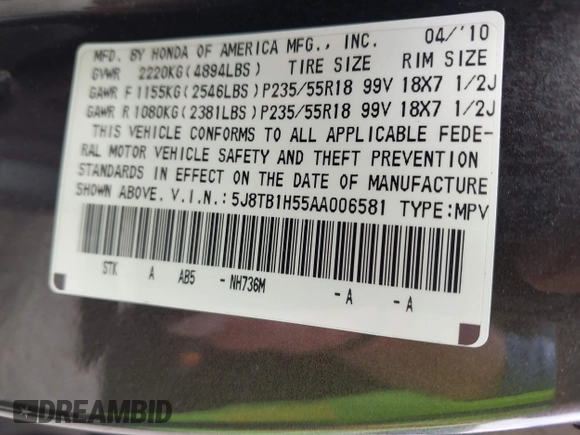 MFD. BY HONDA OF AMERICA MFG., INC. 04/'10
GVWR 2220KG(4894LBS) TIRE SIZE RIM SIZE
GAWR F1155KG(2546LBS)P235/55R18 99V 18X7 1/2J
GAWR R1080KG(2381LBS)P235/55R18 99V 18X7 1/2J
THIS VEHICLE CONFORMS TO ALL APPLICABLE FEDE-
RAL MOTOR VEHICLE SAFETY AND THEFT PREVENTION
STANDARDS IN EFFECT ON THE DATE OF MANUFACTURE
SHOWN ABOVE. V.I.N.:5J8TB1H55AA006581 TYPE:MPV
STK A AB5 - NH736M - A - A
DREAMBID